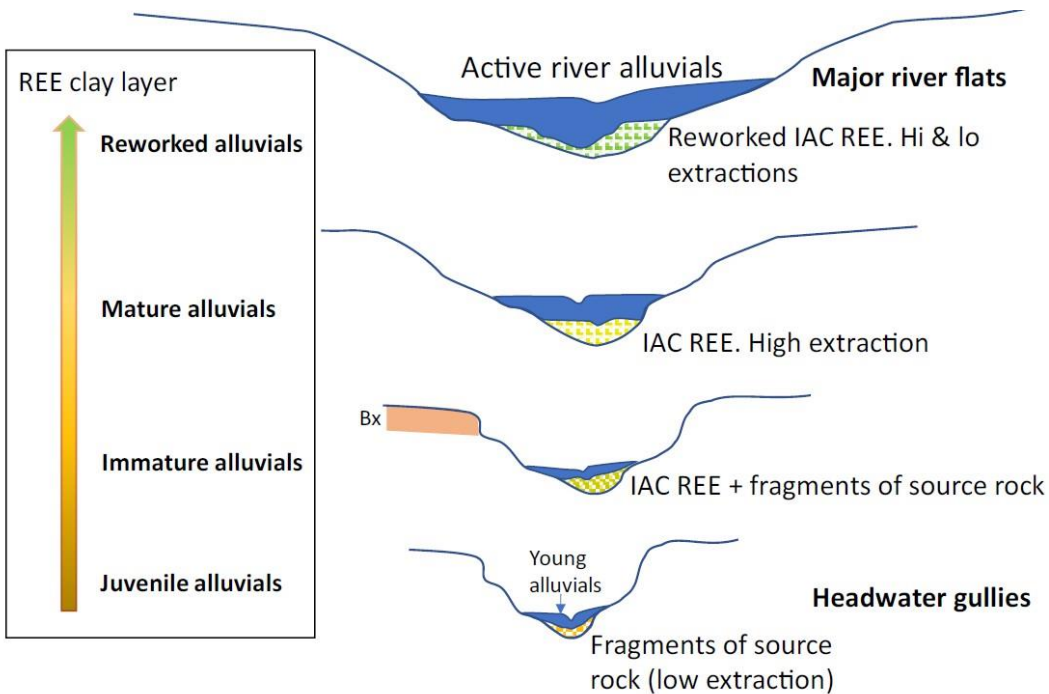 REE clay layer
Reworked alluvials
Mature alluvials
Immature alluvials
Juvenile alluvials
Active river alluvials
Major river flats
Reworked IAC REE. Hi & lo
extractions
IAC REE. High extraction
Bx
IAC REE + fragments of source rock
Young
alluvials
Headwater gullies
Fragments of source
rock (low extraction)